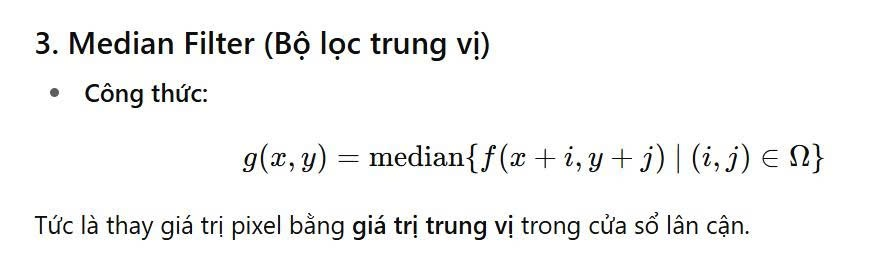 3. Median Filter (Bộ lọc trung vị)
• Công thức:
g(x, y) = median{f(x + i, y + j) | (i, j) ∈ Ω}
Tức là thay giá trị pixel bằng giá trị trung vị trong cửa sổ lân cận.